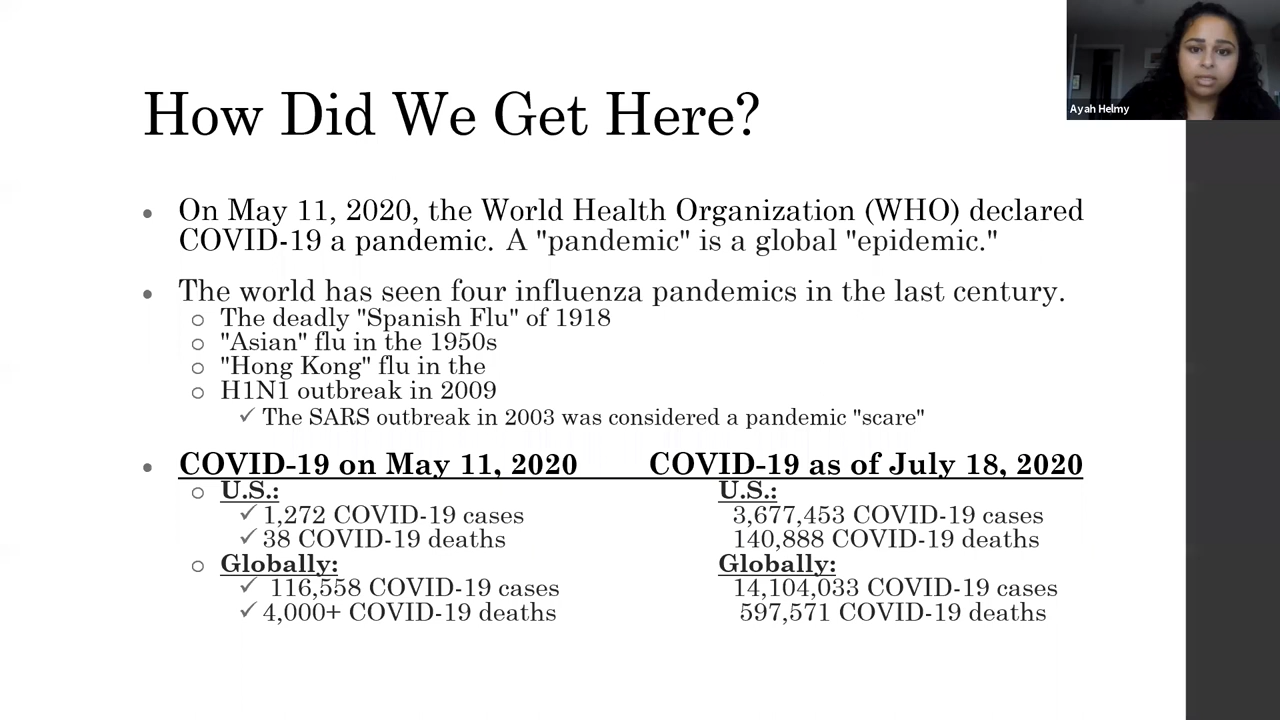 Ayah Helmy
How Did We Get Here?
On May 11, 2020, the World Health Organization (WHO) declared
COVID-19 a pandemic. A "pandemic" is a global "epidemic."
The world has seen four influenza pandemics in the last century.
The deadly "Spanish Flu" of 1918
"Asian" flu in the 1950s
"Hong Kong" flu in the
H1N1 outbreak in 2009
The SARS outbreak in 2003 was considered a pandemic "scare"
COVID-19 on May 11, 2020 COVID-19 as of July 18, 2020
U.S.: U.S.:
1,272 COVID-19 cases 3,677,453 COVID-19 cases
38 COVID-19 deaths 140,888 COVID-19 deaths
Globally: Globally:
116,558 COVID-19 cases 14,104,033 COVID-19 cases
4,000+ COVID-19 deaths 597,571 COVID-19 deaths